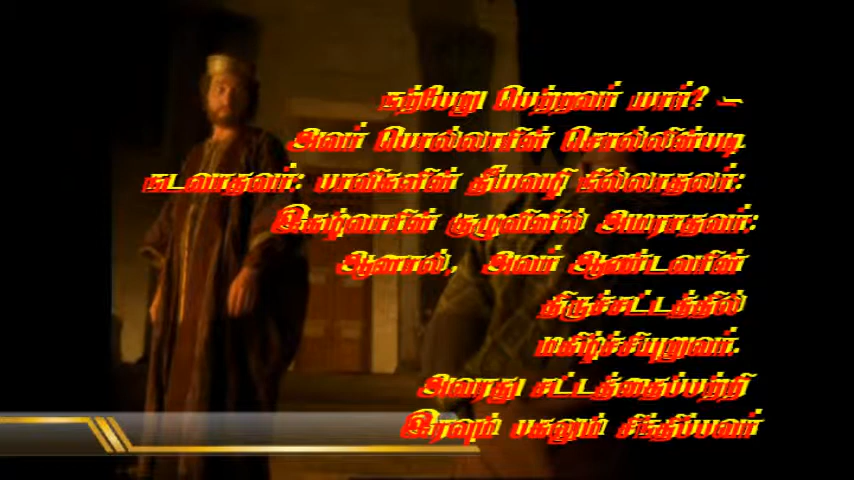 நற்பேறு பெற்றவர் யார்? –
அவர் பொல்லாரின் சொல்லின்படி
நடவாதவர்: பாவிகளின் தீயவழி நில்லாதவர்:
இகழ்வாரின் குழுவினில் அமராதவர்:
ஆனால், அவர் ஆண்டவரின்
திருச்சட்டத்தில்
மகிழ்ச்சியுறுவர்.
அவரது சட்டத்தைப்பற்றி
இரவும் பகலும் சிந்திப்பவர்